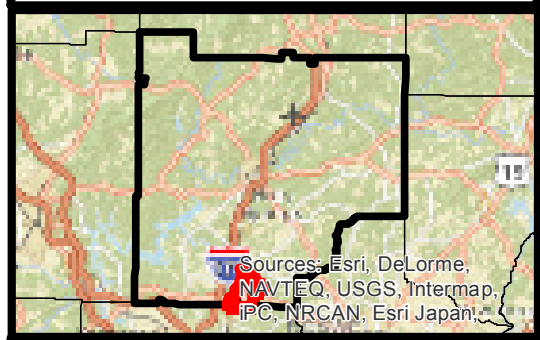 15
Sources: Esri, DeLorme,
NAVTEQ, USGS, Intermap,
iPC, NRCAN, Esri Japan,